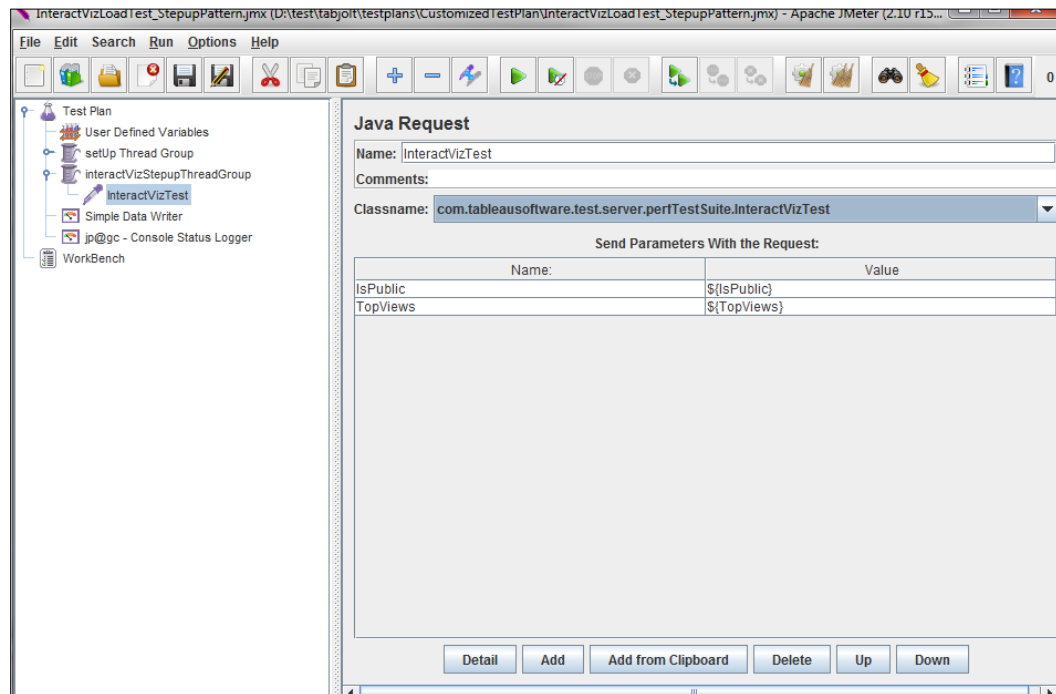 InteractVizLoadTest_StepupPattern.jmx (D:\test\tabjolt\testplans\CustomizedTestPlan\InteractVizLoadTest_StepupPattern.jmx) - Apache JMeter (2.10 r15...
File Edit Search Run Options Help
0
Test Plan
User Defined Variables
setUp Thread Group
interactVizStepupThreadGroup
InteractVizTest
Simple Data Writer
jp@gc - Console Status Logger
WorkBench
Java Request
Name: InteractVizTest
Comments:
Classname: com.tableausoftware.test.server.perfTestSuite.InteractVizTest
Send Parameters With the Request:
Name: Value
IsPublic ${IsPublic}
TopViews ${TopViews}
Detail Add Add from Clipboard Delete Up Down